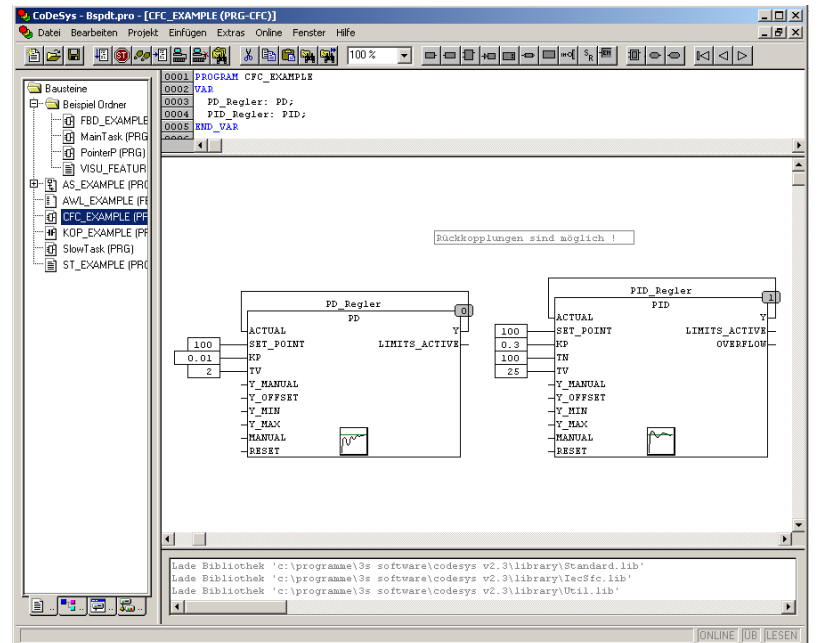 CoDeSys - Bspdt.pro - [CFC_EXAMPLE (PRG-CFC)]
Datei Bearbeiten Projekt Einfügen Extras Online Fenster Hilfe
100 %
Bausteine
Beispiel Ordner
FBD_EXAMPLE
MainTask (PRG
PointerP (PRG)
VISU_FEATUR
AS_EXAMPLE (PRO
AWL_EXAMPLE (FB
CFC_EXAMPLE (PF
KOP_EXAMPLE (PF
SlowTask (PRG)
ST_EXAMPLE (PRO
0001 PROGRAM CFC_EXAMPLE
0002 VAR
0003 PD_Regler: PD;
0004 PID_Regler: PID;
0005 END_VAR
Rückkopplungen sind möglich !
PD_Regler
0
PD
ACTUAL Y
100 SET_POINT LIMITS_ACTIVE
0.01 KP
2 TV
Y_MANUAL
Y_OFFSET
Y_MIN
Y_MAX
MANUAL
RESET
PID_Regler
1
PID
ACTUAL Y
100 SET_POINT LIMITS_ACTIVE
0.3 KP OVERFLOW
100 TN
25 TV
Y_MANUAL
Y_OFFSET
Y_MIN
Y_MAX
MANUAL
RESET
Lade Bibliothek 'c:\programme\3s software\codesys v2.3\library\Standard.lib'
Lade Bibliothek 'c:\programme\3s software\codesys v2.3\library\IecSfc.lib'
Lade Bibliothek 'c:\programme\3s software\codesys v2.3\library\Util.lib'
ONLINE ÜB LESEN